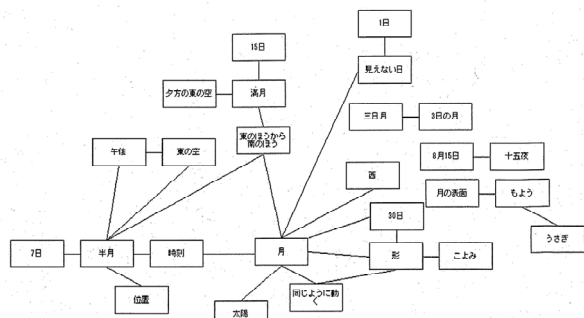 1日
15日
見えない日
夕方の東の空
満月
三日月
3日の月
東のほうから
南のほう
午後
東の空
8月15日
十五夜
西
月の表面
もよう
30日
うさぎ
7日
半月
時刻
月
形
こよみ
位置
同じように動
く
太陽